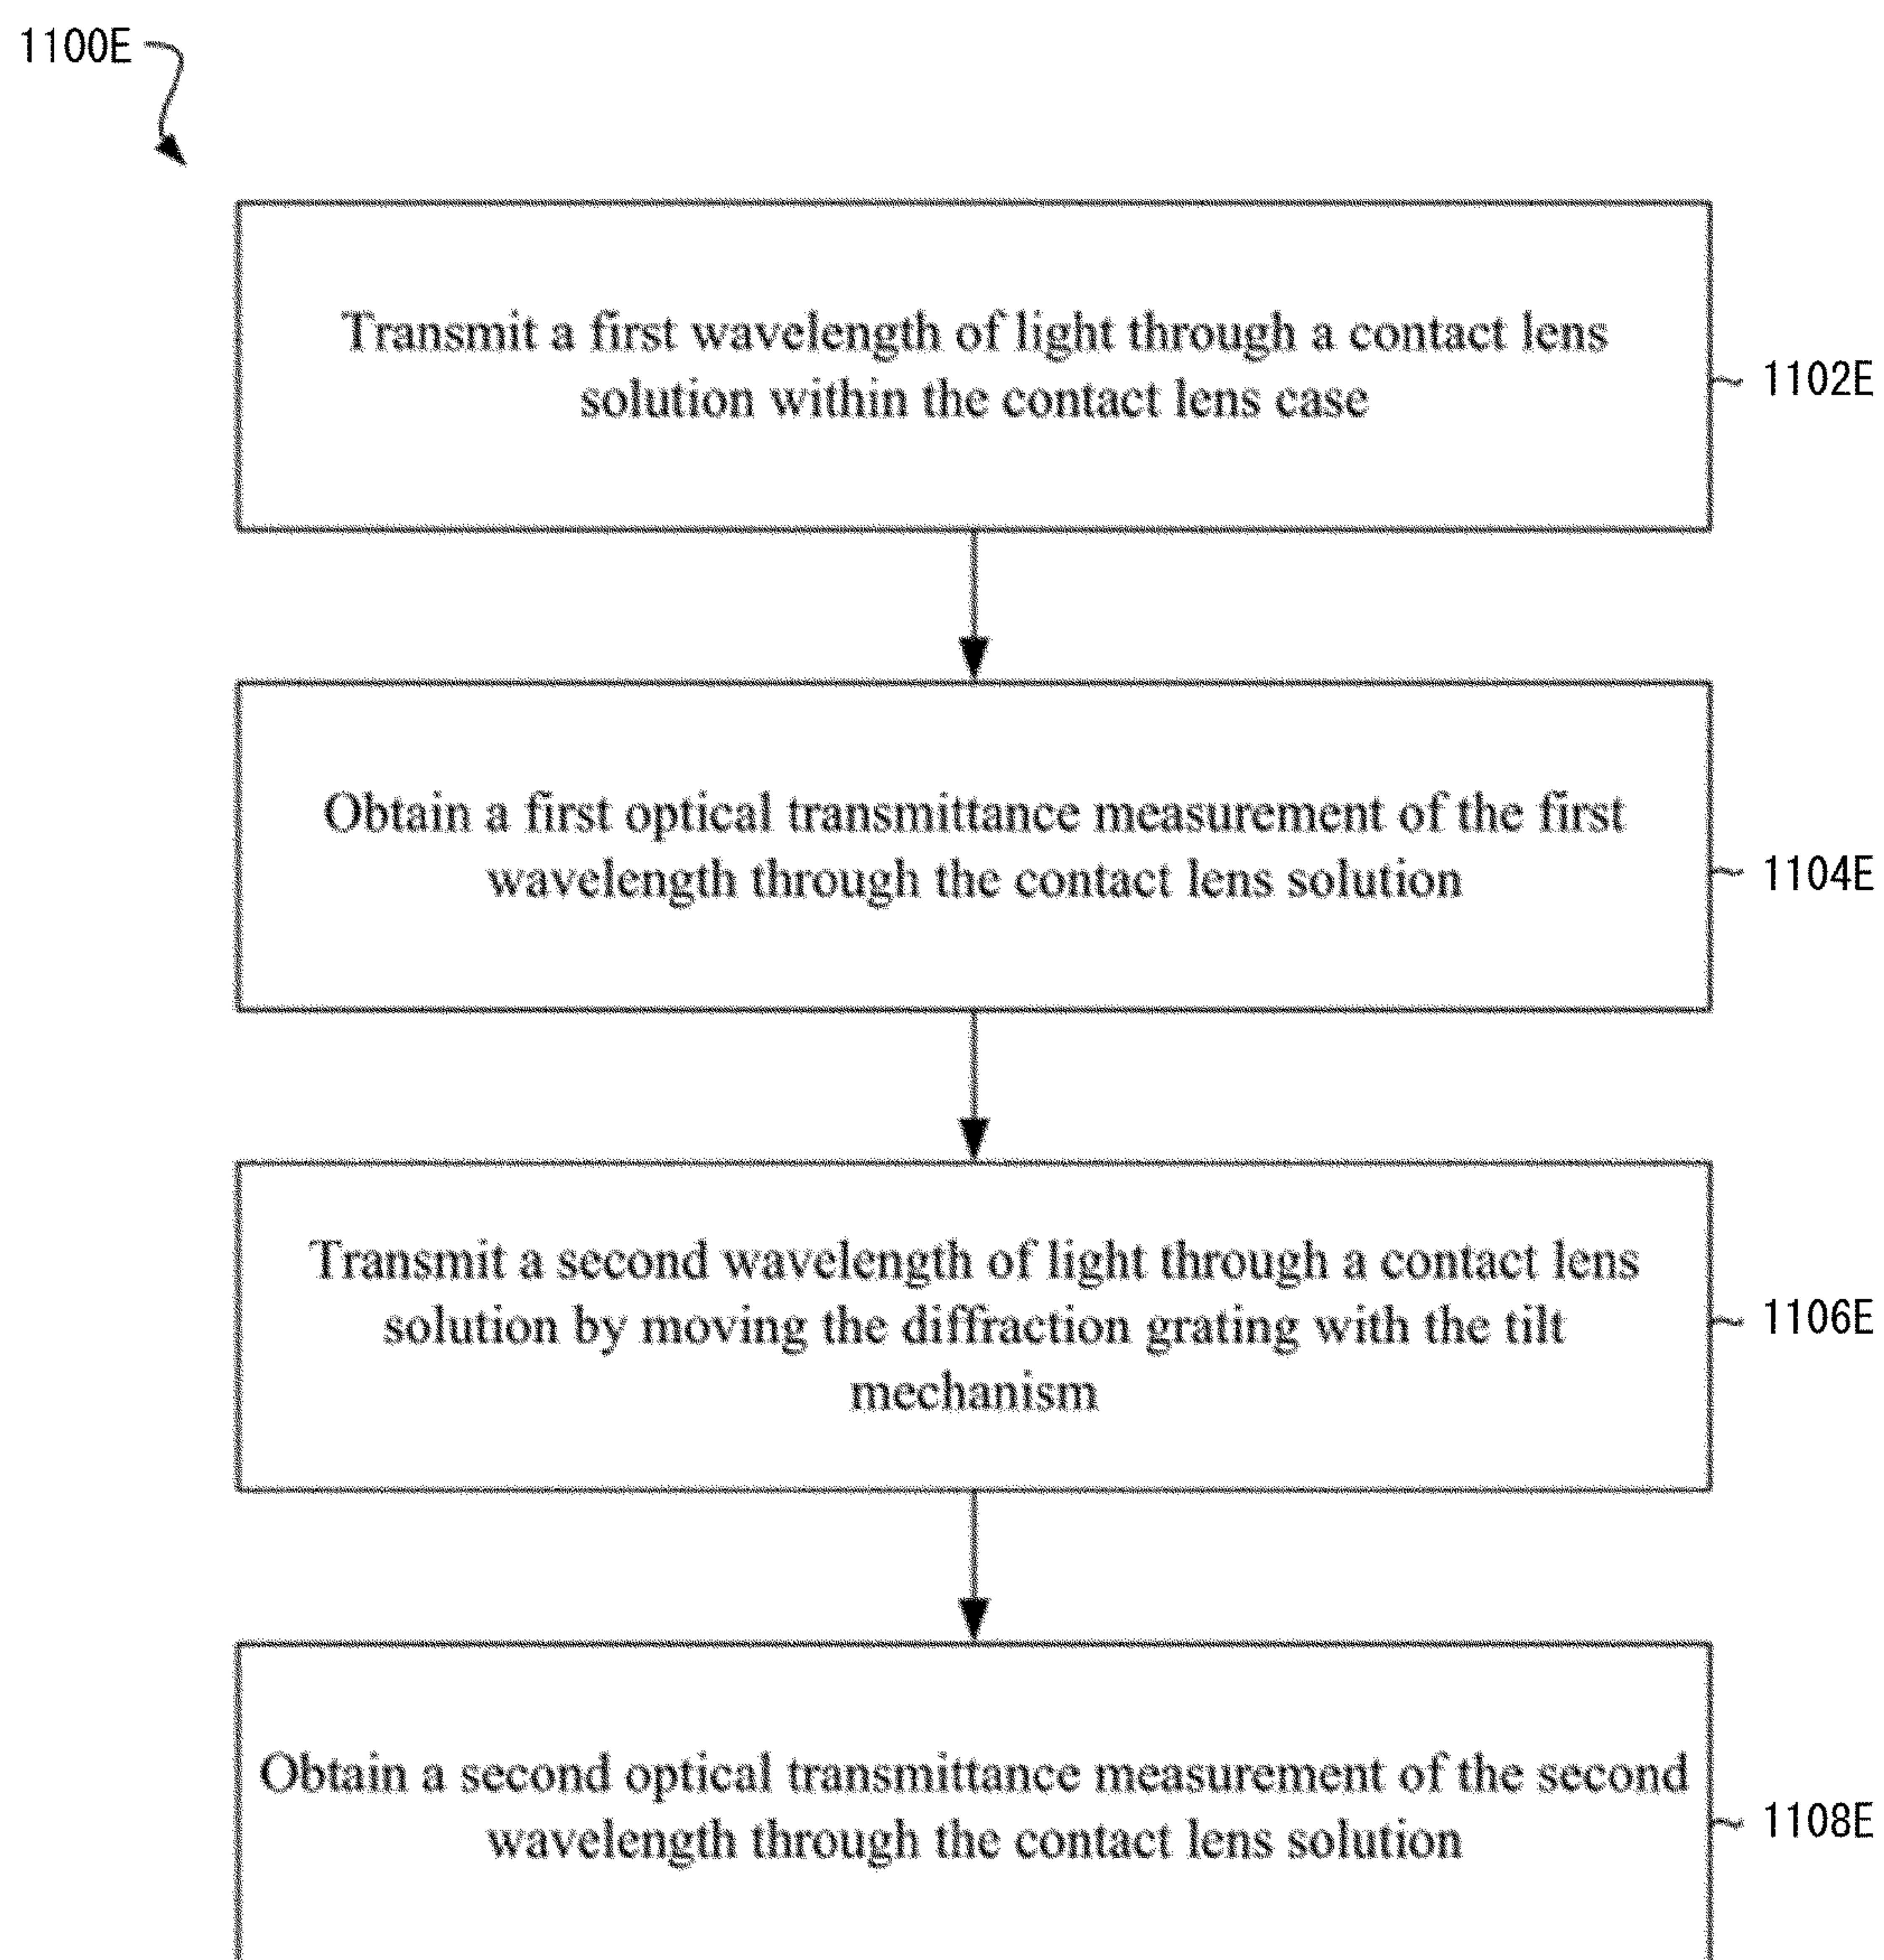 1100E
Transmit a first wavelength of light through a contact lens
solution within the contact lens case
1102E
Obtain a first optical transmittance measurement of the first
wavelength through the contact lens solution
1104E
Transmit a second wavelength of light through a contact lens
solution by moving the diffraction grating with the tilt
mechanism
1106E
Obtain a second optical transmittance measurement of the second
wavelength through the contact lens solution
1108E